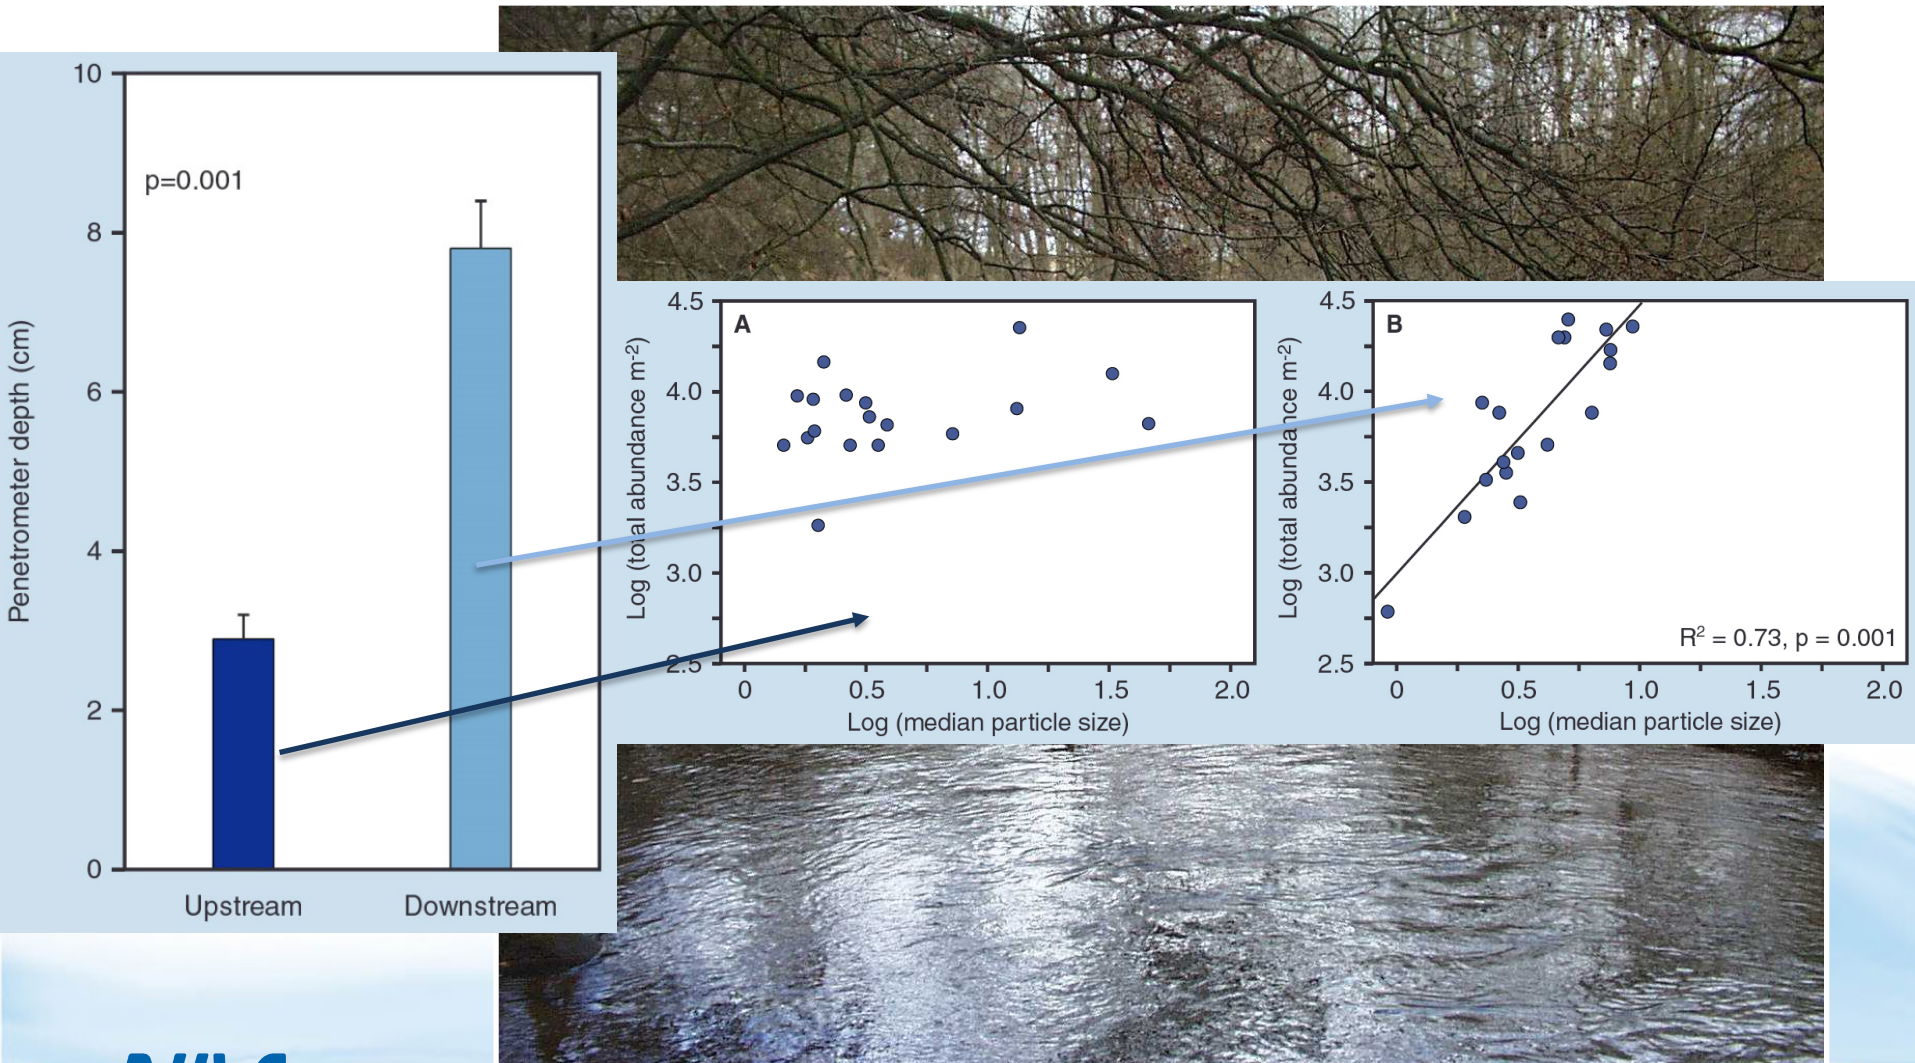 10
8
6
4
2
0
Penetrometer depth (cm)
p=0.001
Upstream
Downstream
A
4.5
4.0
3.5
3.0
2.5
Log (total abundance m-2)
0 0.5 1.0 1.5 2.0
Log (median particle size)
B
4.5
4.0
3.5
3.0
2.5
Log (total abundance m-2)
R2 = 0.73, p = 0.001
0 0.5 1.0 1.5 2.0
Log (median particle size)